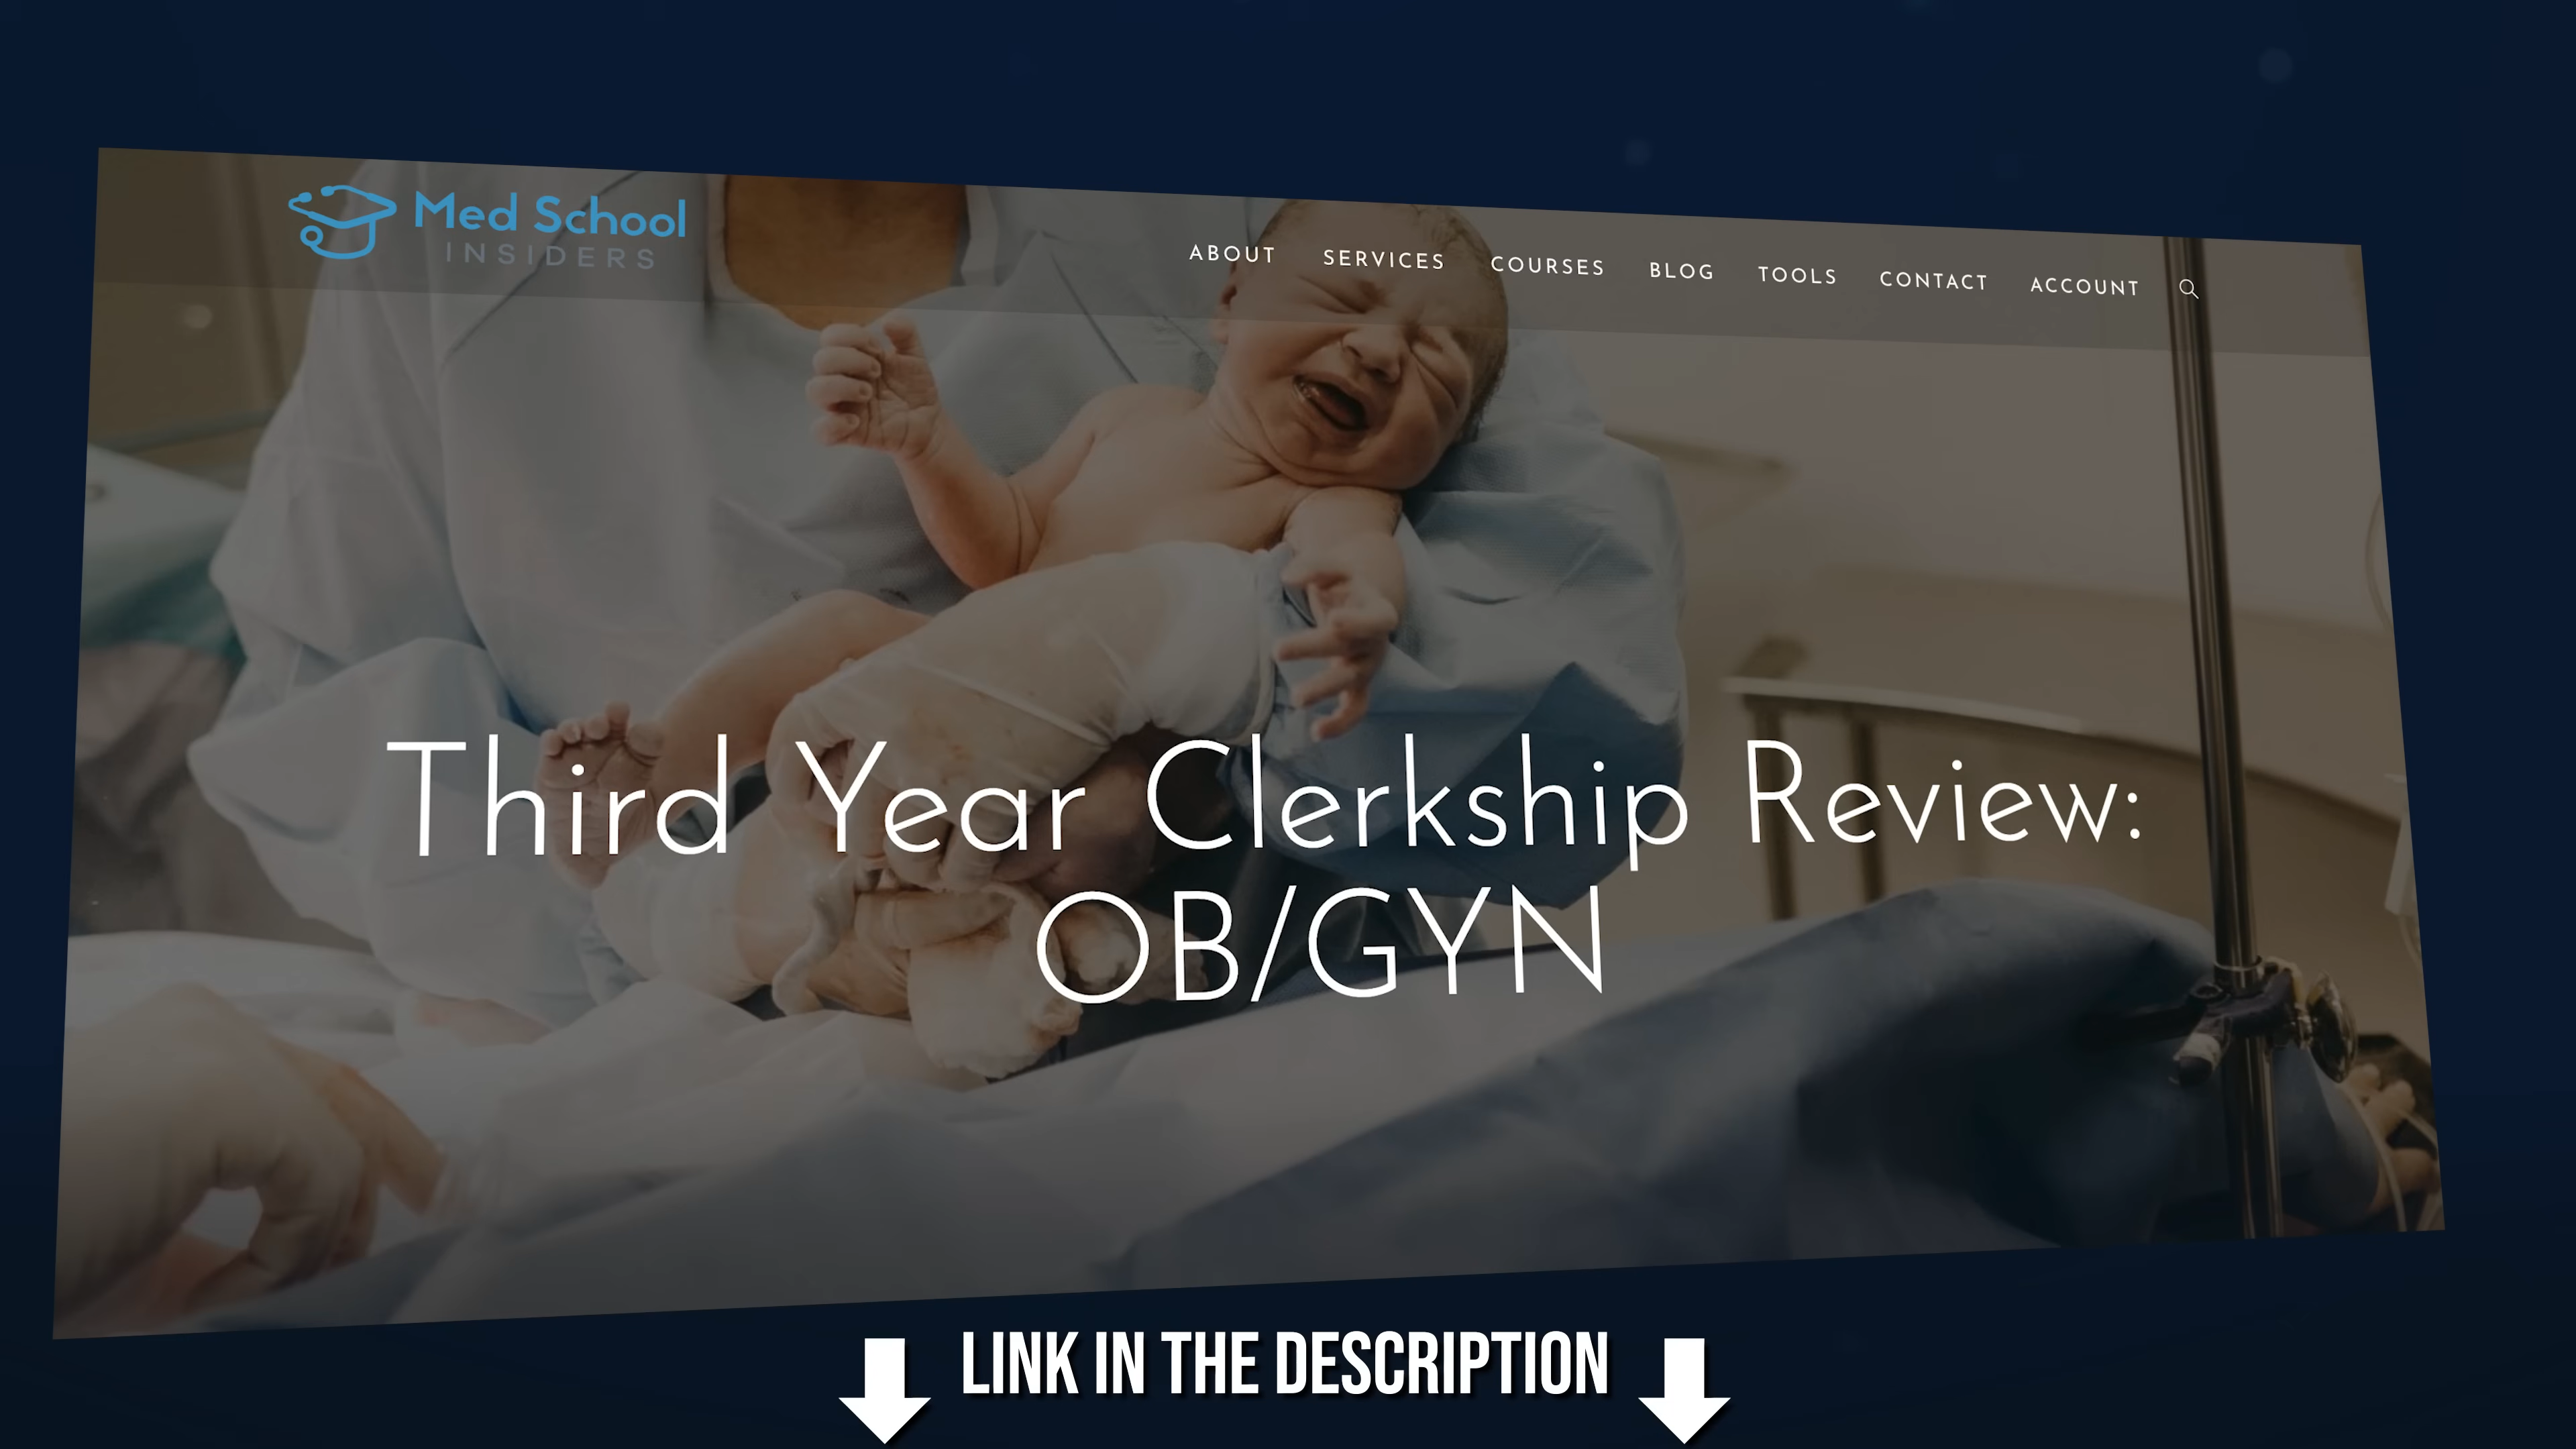 Med School
INSIDERS
ABOUT SERVICES COURSES BLOG TOOLS CONTACT ACCOUNT
Third Year Clerkship Review:
OB/GYN
LINK IN THE DESCRIPTION